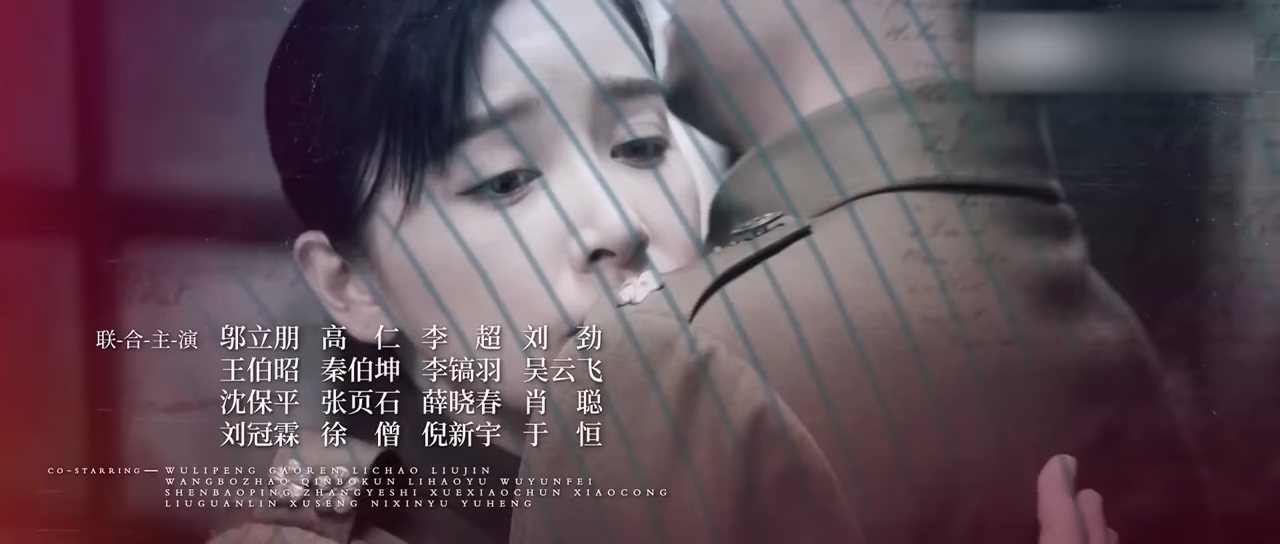 联-合-主-演 邬立朋 高仁 李超 刘劲
王伯昭 秦伯坤 李镐羽 吴云飞
沈保平 张页石 薛晓春 肖聪
刘冠霖 徐僧 倪新宇 于恒
CO-STARRING— WULIPENG GAOREN LICHAO LIUJIN
WANGBOZHAO QINBOKUN LIHAOYU WUYUNFEI
SHENBAOPING ZHANGYESHI XUEXIAOCHUN XIAOCONG
LIUGUANLIN XUSENG NIXINYU YUHENG